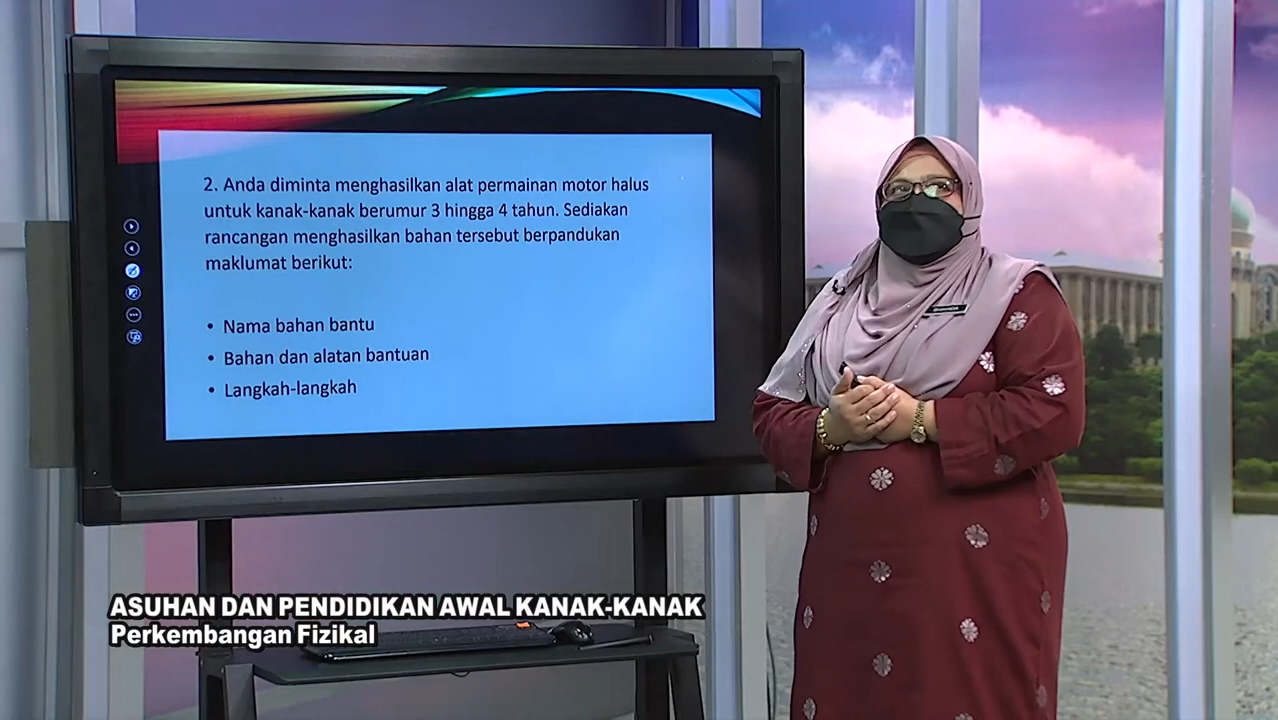 2. Anda diminta menghasilkan alat permainan motor halus
untuk kanak-kanak berumur 3 hingga 4 tahun. Sediakan
rancangan menghasilkan bahan tersebut berpandukan
maklumat berikut:
• Nama bahan bantu
• Bahan dan alatan bantuan
• Langkah-langkah
ASUHAN DAN PENDIDIKAN AWAL KANAK-KANAK
Perkembangan Fizikal